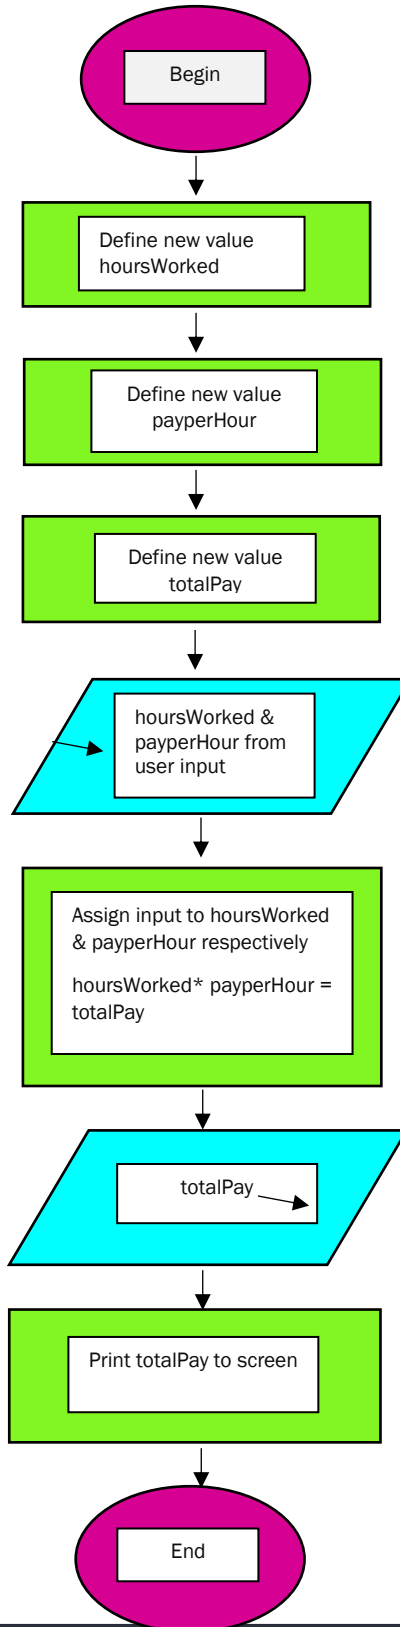 Begin
Define new value
hoursWorked
Define new value
payperHour
Define new value
totalPay
hoursWorked &
payperHour from
user input
Assign input to hoursWorked
& payperHour respectively
hoursWorked* payperHour =
totalPay
totalPay
Print totalPay to screen
End